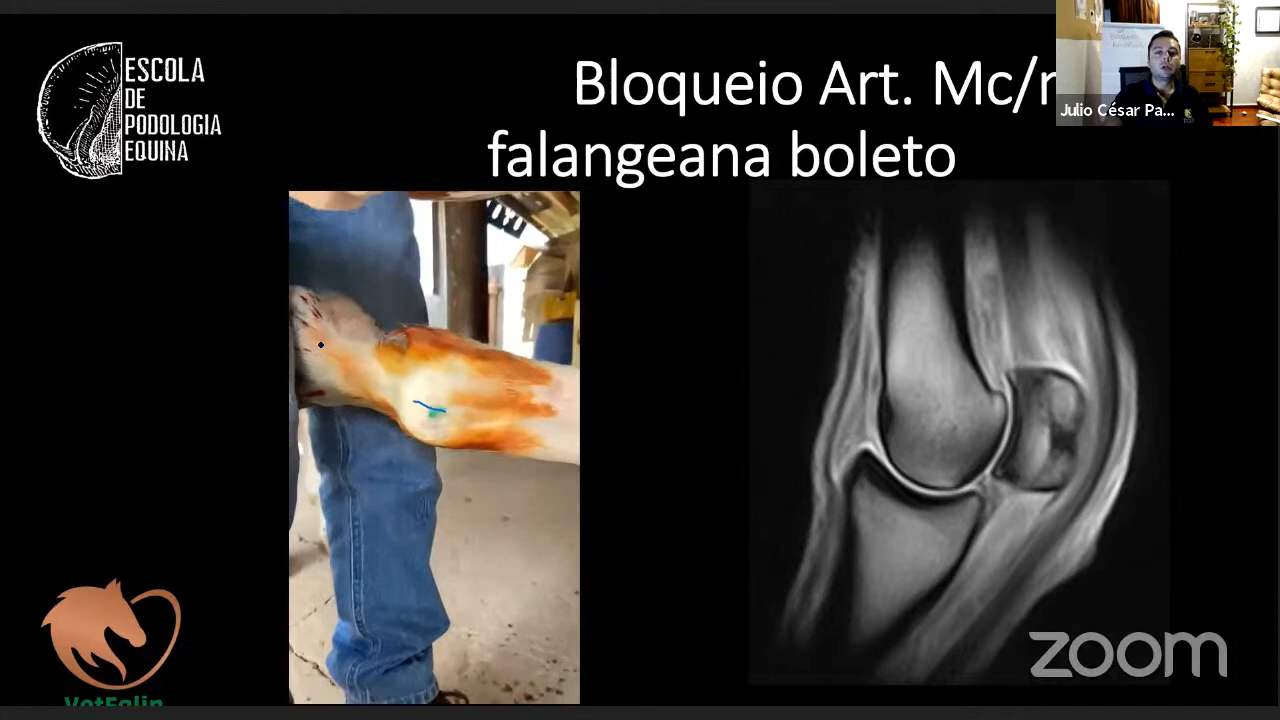 ESCOLA
DE
PODOLOGIA
EQUINA
Bloqueio Art. Mc/
falangeana boleto
Julio César Pa...
zoom